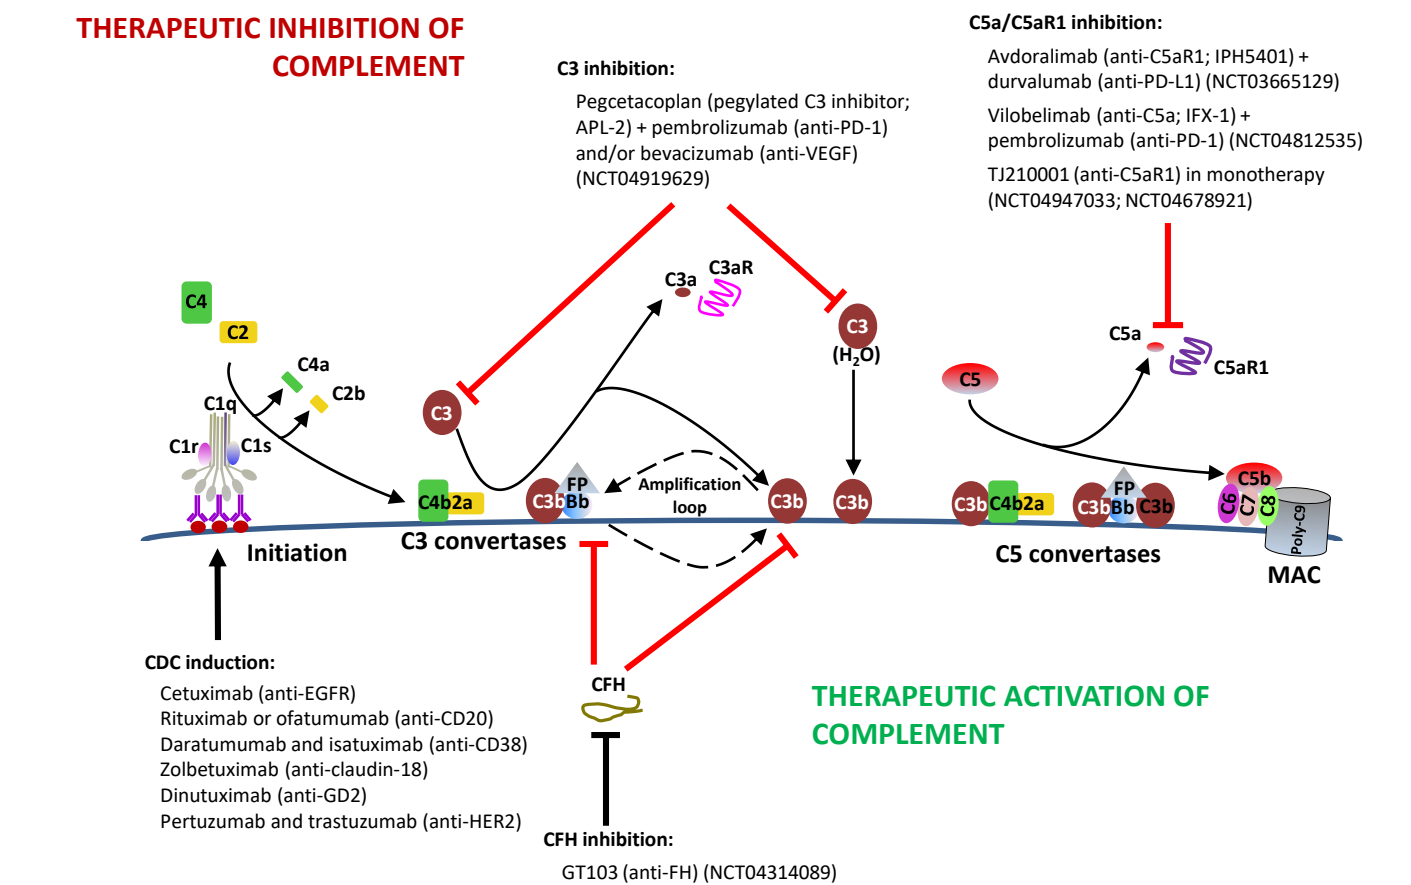 THERAPEUTIC INHIBITION OF
COMPLEMENT
C3 inhibition:
Pegcetacoplan (pegylated C3 inhibitor;
APL-2) + pembrolizumab (anti-PD-1)
and/or bevacizumab (anti-VEGF)
(NCT04919629)
C5a/C5aR1 inhibition:
Avdoralimab (anti-C5aR1; IPH5401) +
durvalumab (anti-PD-L1) (NCT03665129)
Vilobelimab (anti-C5a; IFX-1) +
pembrolizumab (anti-PD-1) (NCT04812535)
TJ210001 (anti-C5aR1) in monotherapy
(NCT04947033; NCT04678921)
C4
C2
C4a
C2b
C1q
C1r
C1s
Initiation
C3
C3a
C3aR
C4b2a
C3b
FP
Bb
C3 convertases
Amplification
loop
C3b
C3
(H₂O)
C3b
C5
C5a
C5aR1
C3b
C4b2a
C3b
FP
Bb
C3b
C5 convertases
C5b
C6
C7
C8
Poly-C9
MAC
CDC induction:
Cetuximab (anti-EGFR)
Rituximab or ofatumumab (anti-CD20)
Daratumumab and isatuximab (anti-CD38)
Zolbetuximab (anti-claudin-18)
Dinutuximab (anti-GD2)
Pertuzumab and trastuzumab (anti-HER2)
CFH
CFH inhibition:
GT103 (anti-FH) (NCT04314089)
THERAPEUTIC ACTIVATION OF
COMPLEMENT